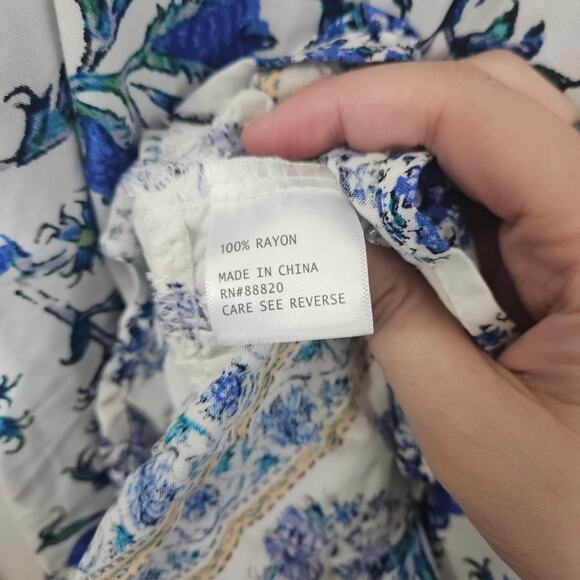 100% RAYON
MADE IN CHINA
RN#88820
CARE SEE REVERSE